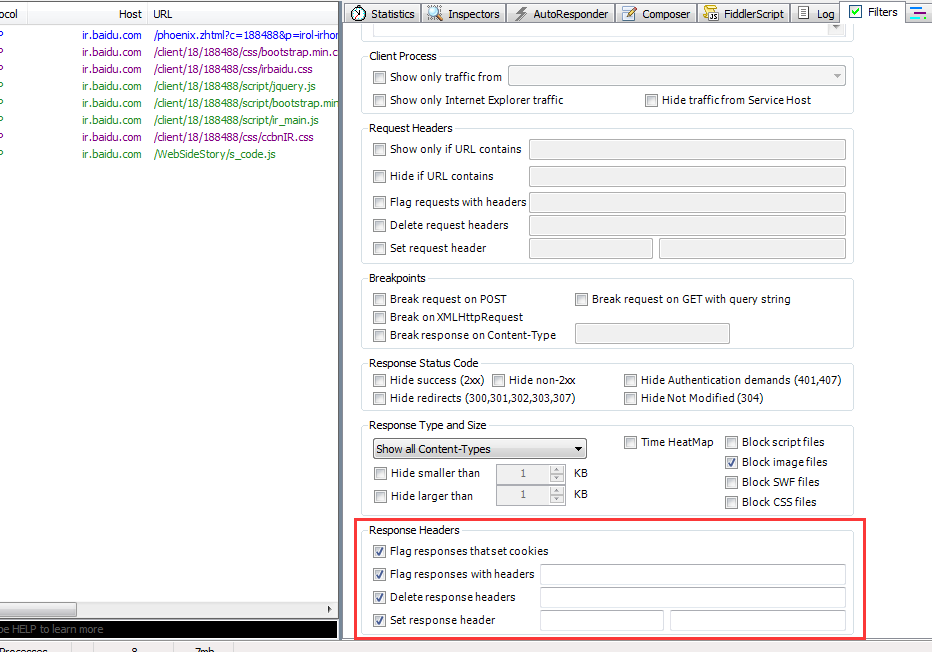 ocol Host URL
ir.baidu.com /phoenix.zhtml?c=188488&p=irol-irhon
ir.baidu.com /client/18/188488/css/bootstrap.min.c
ir.baidu.com /client/18/188488/css/irbaidu.css
ir.baidu.com /client/18/188488/script/jquery.js
ir.baidu.com /client/18/188488/script/bootstrap.min
ir.baidu.com /client/18/188488/script/ir_main.js
ir.baidu.com /client/18/188488/css/ccbnIR.css
ir.baidu.com /WebSideStory/s_code.js
pe HELP to learn more
Processes 8 7mb
Statistics Inspectors AutoResponder Composer FiddlerScript Log Filters
Client Process
Show only traffic from
Show only Internet Explorer traffic Hide traffic from Service Host
Request Headers
Show only if URL contains
Hide if URL contains
Flag requests with headers
Delete request headers
Set request header
Breakpoints
Break request on POST Break request on GET with query string
Break on XMLHttpRequest
Break response on Content-Type
Response Status Code
Hide success (2xx) Hide non-2xx Hide Authentication demands (401,407)
Hide redirects (300,301,302,303,307) Hide Not Modified (304)
Response Type and Size
Show all Content-Types Time HeatMap Block script files
Block image files
Hide smaller than 1 KB
Block SWF files
Hide larger than 1 KB
Block CSS files
Response Headers
Flag responses that set cookies
Flag responses with headers
Delete response headers
Set response header